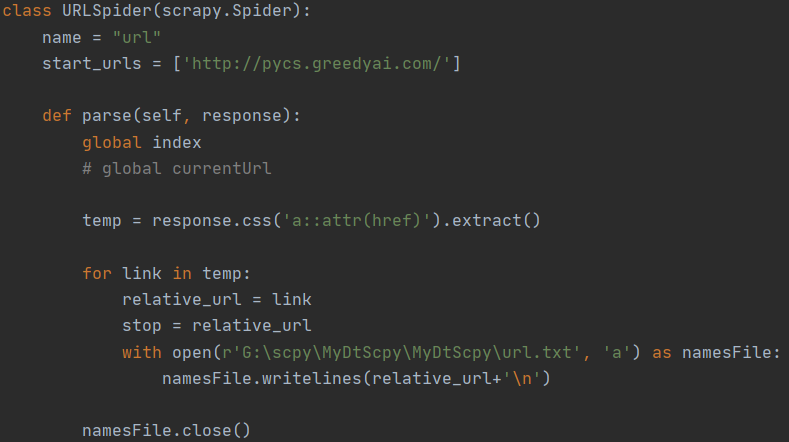 class URLSpider(scrapy.Spider):
    name = "url"
    start_urls = ['http://pycs.greedyai.com/']
    def parse(self, response):
        global index
        # global currentUrl
        temp = response.css('a::attr(href)').extract()
        for link in temp:
            relative_url = link
            stop = relative_url
            with open(r'G:\scpy\MyDtScpy\MyDtScpy\url.txt', 'a') as namesFile:
                namesFile.writelines(relative_url+'\n')
        namesFile.close()